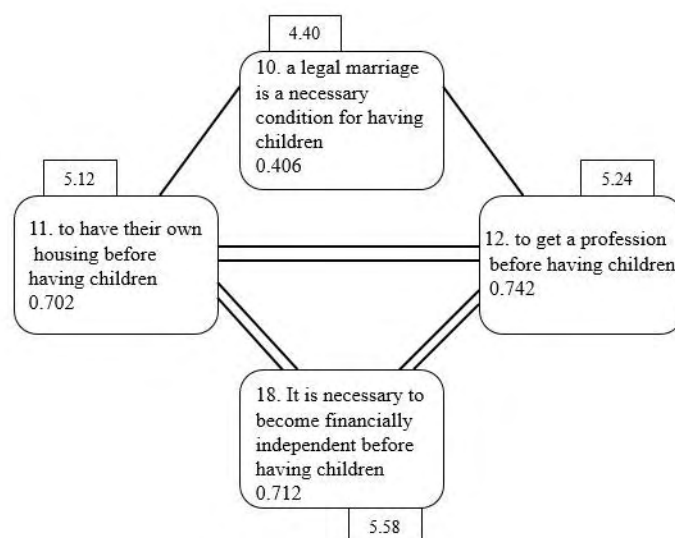 4.40
10. a legal marriage
is a necessary
condition for having
children
0.406
5.12
11. to have their own
housing before
having children
0.702
5.24
12. to get a profession
before having children
0.742
18. It is necessary to
become financially
independent before
having children
0.712
5.58